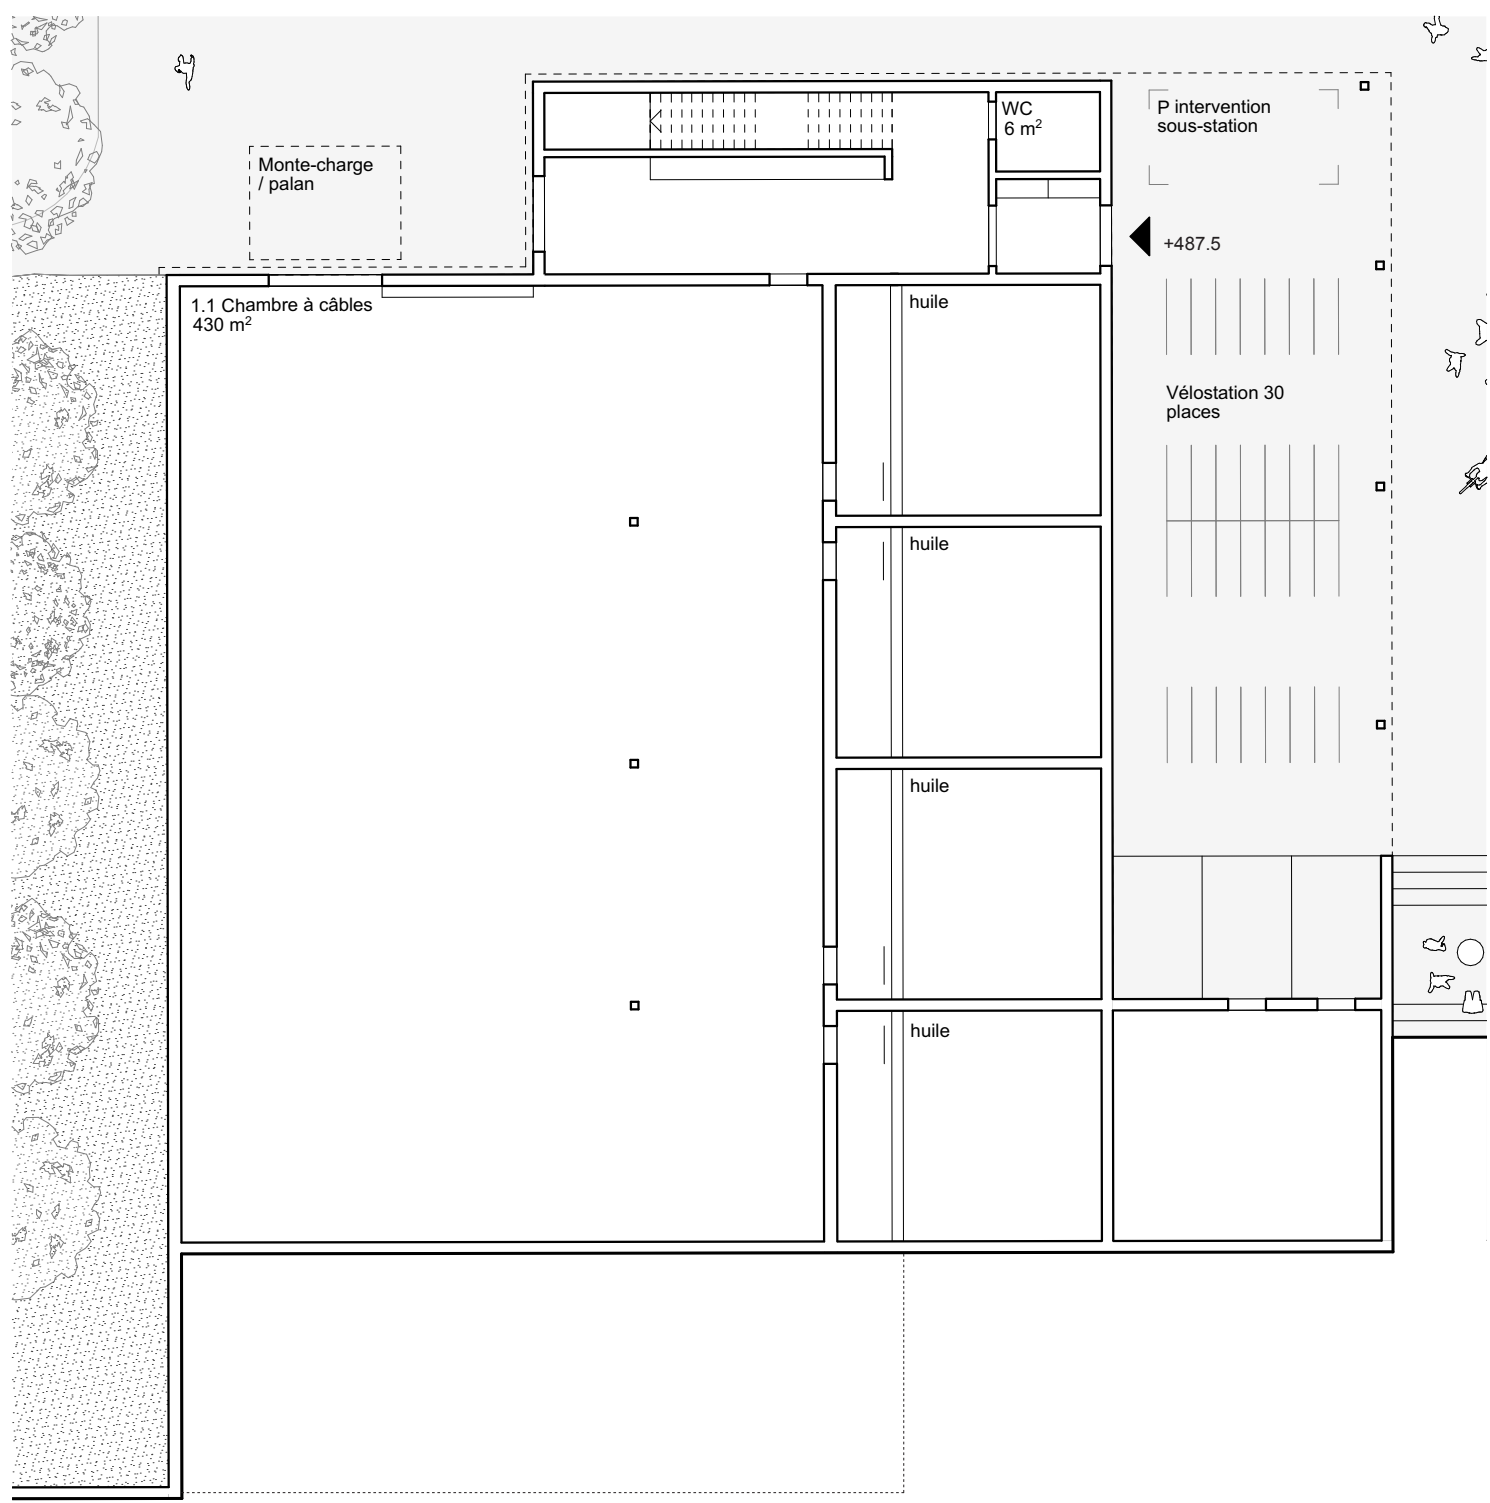 WC
6 m²
P intervention
sous-station
Monte-charge
/ palan
+487.5
1.1 Chambre à câbles
430 m²
huile
Vélostation 30
places
huile
huile
huile